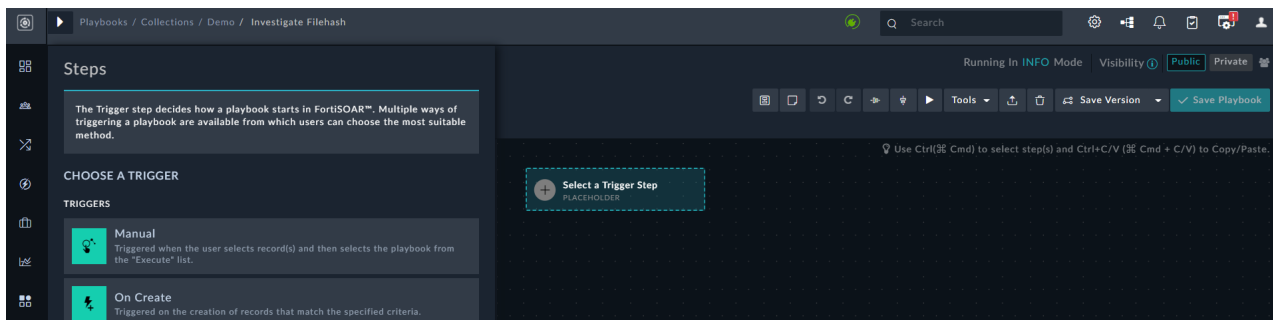 Playbooks / Collections / Demo / Investigate Filehash
Search
Steps
Running In INFO Mode
Visibility
Public
Private
The Trigger step decides how a playbook starts in FortiSOAR™. Multiple ways of
triggering a playbook are available from which users can choose the most suitable
method.
Tools
Save Version
Save Playbook
Use Ctrl(⌘ Cmd) to select step(s) and Ctrl+C/V (⌘ Cmd + C/V) to Copy/Paste.
CHOOSE A TRIGGER
TRIGGERS
Select a Trigger Step
PLACEHOLDER
Manual
Triggered when the user selects record(s) and then selects the playbook from
the "Execute" list.
On Create
Triggered on the creation of records that match the specified criteria.